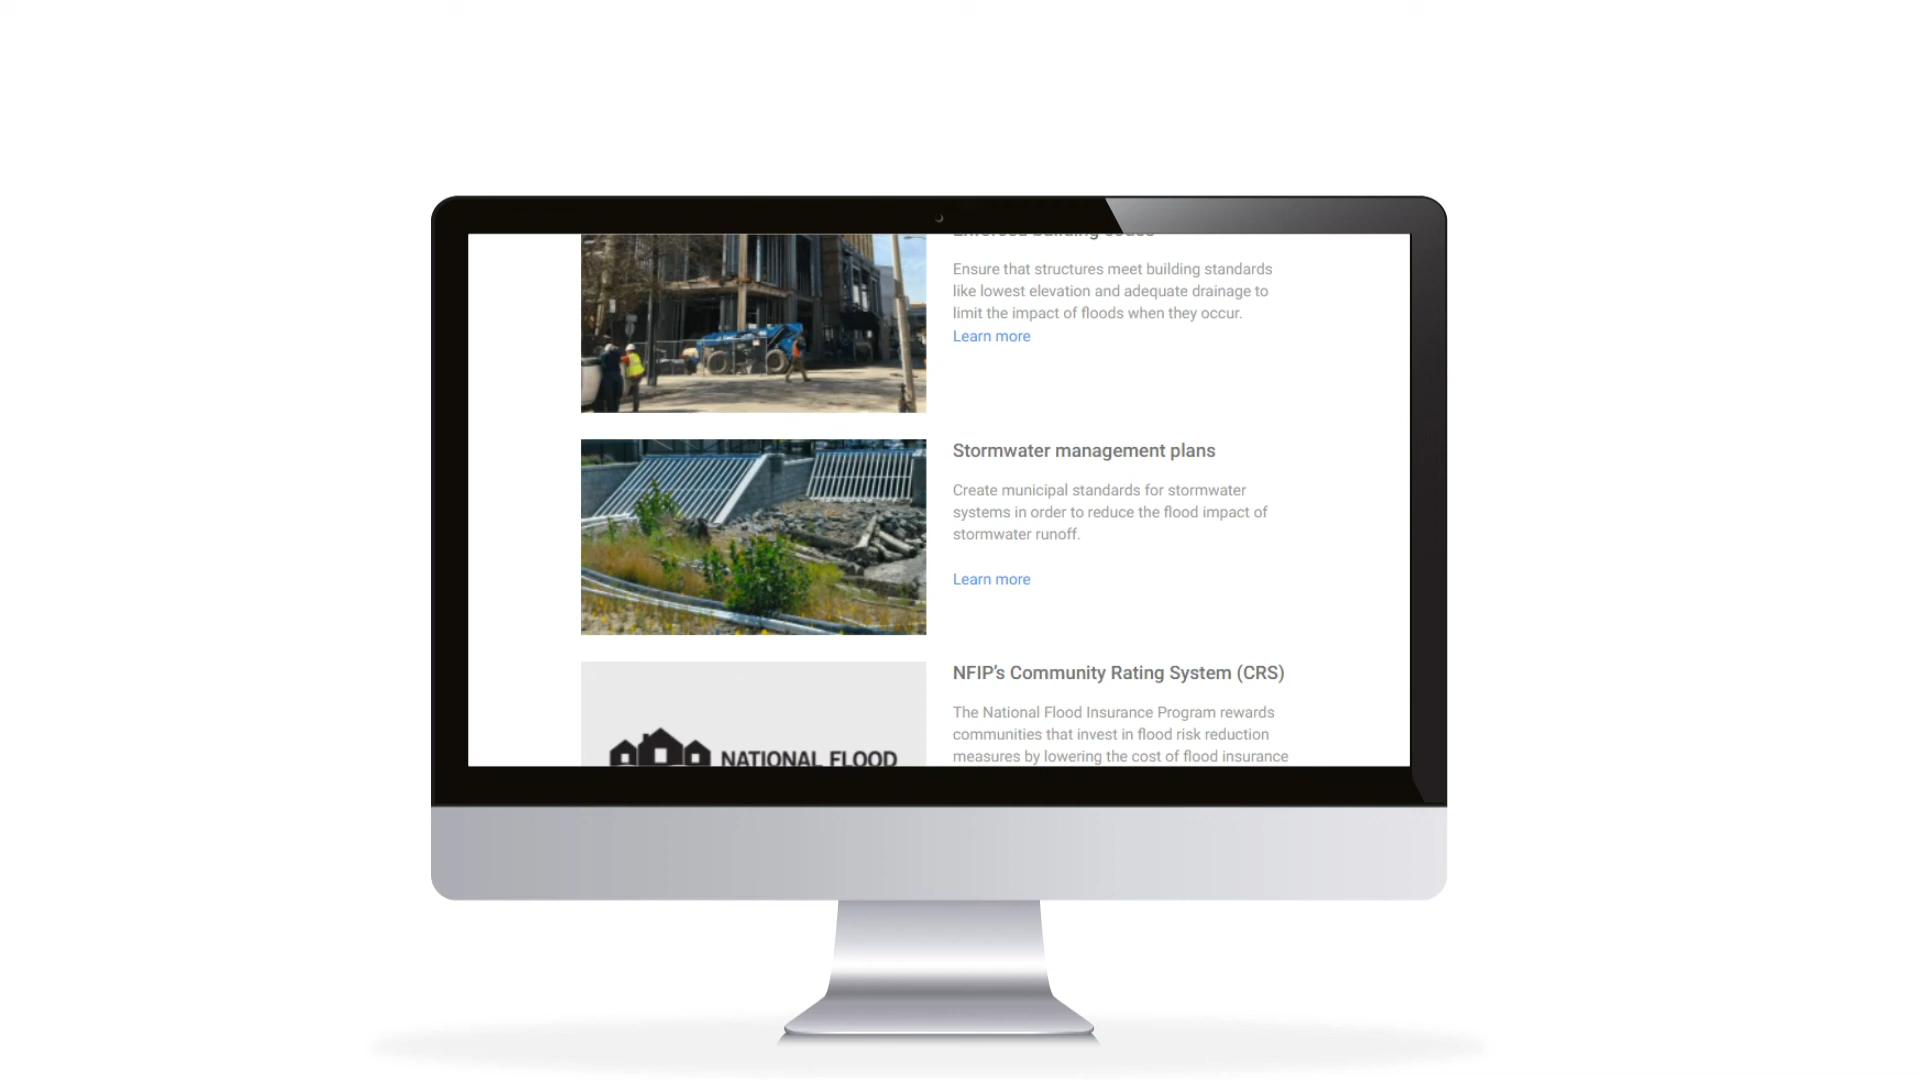 Enforced building codes
Ensure that structures meet building standards
like lowest elevation and adequate drainage to
limit the impact of floods when they occur.
Learn more
Stormwater management plans
Create municipal standards for stormwater
systems in order to reduce the flood impact of
stormwater runoff.
Learn more
NFIP's Community Rating System (CRS)
The National Flood Insurance Program rewards
communities that invest in flood risk reduction
measures by lowering the cost of flood insurance
NATIONAL FLOOD